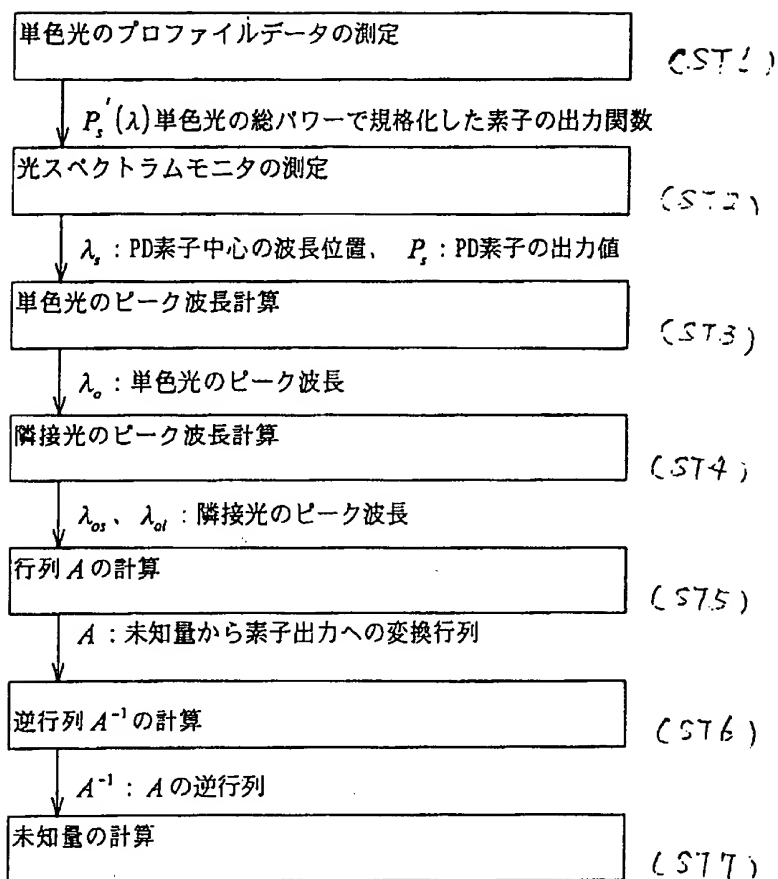 単色光のプロファイルデータの測定
(ST1)
P_s'(λ)単色光の総パワーで規格化した素子の出力関数
光スペクトラムモニタの測定
(ST2)
λ_s：PD素子中心の波長位置、 P_s：PD素子の出力値
単色光のピーク波長計算
(ST3)
λ_o：単色光のピーク波長
隣接光のピーク波長計算
(ST4)
λ_os、λ_ol：隣接光のピーク波長
行列Aの計算
(ST5)
A：未知量から素子出力への変換行列
逆行列A⁻¹の計算
(ST6)
A⁻¹：Aの逆行列
未知量の計算
(ST7)